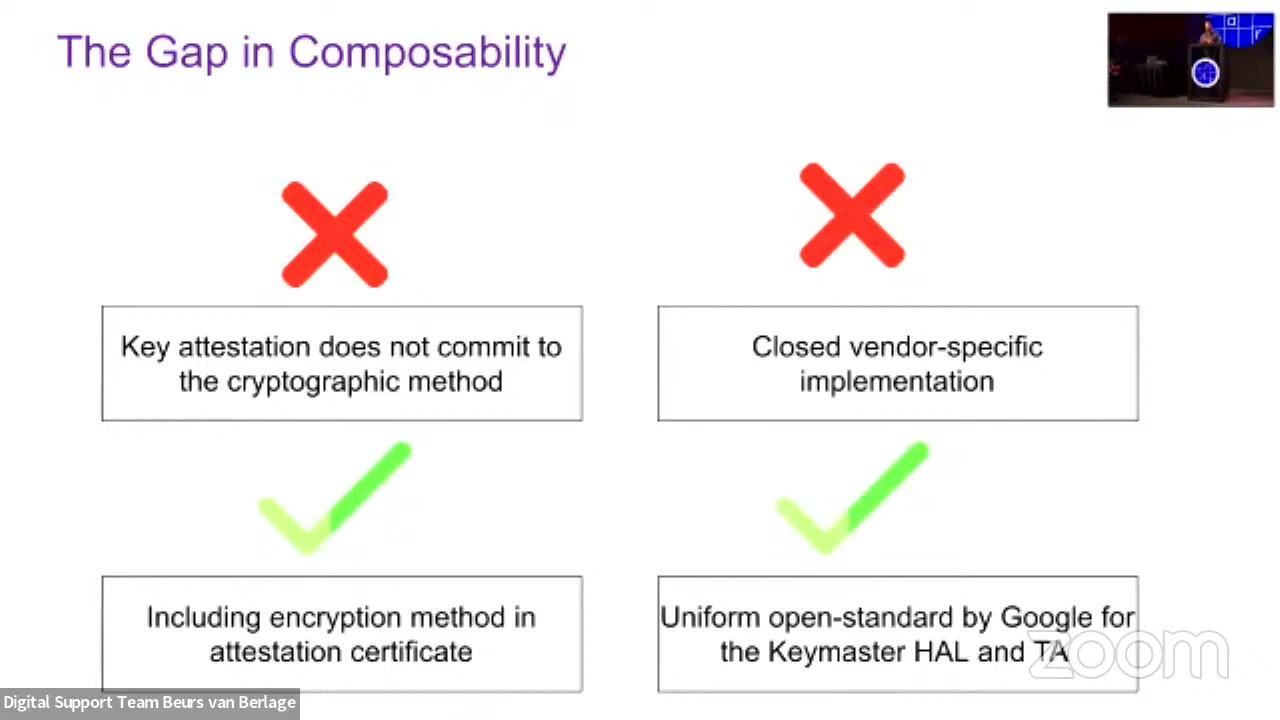 The Gap in Composability
Key attestation does not commit to
the cryptographic method
Closed vendor-specific
implementation
Including encryption method in
attestation certificate
Uniform open-standard by Google for
the Keymaster HAL and TA
zoom
Digital Support Team Beurs van Berlage